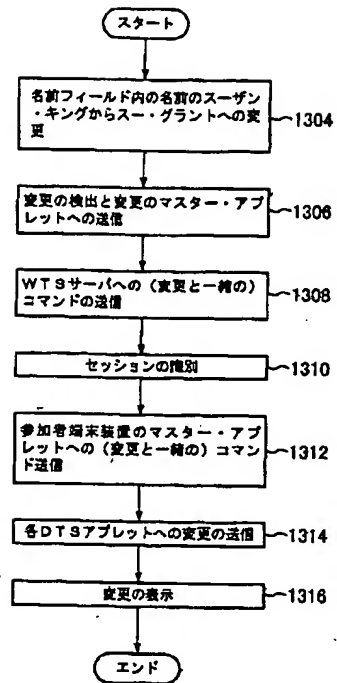 スタート
名前フィールド内の名前のスーザン
・キングからスー・グラントへの変
更
1304
変更の検出と変更のマスター・アプ
レットへの送信
1306
WTSサーバへの(変更と一緒の)
コマンドの送信
1308
セッションの識別
1310
参加者端末装置のマスター・アプ
レットへの(変更と一緒の)コマン
ド送信
1312
各DTSアプレットへの変更の送信
1314
変更の表示
1316
エンド